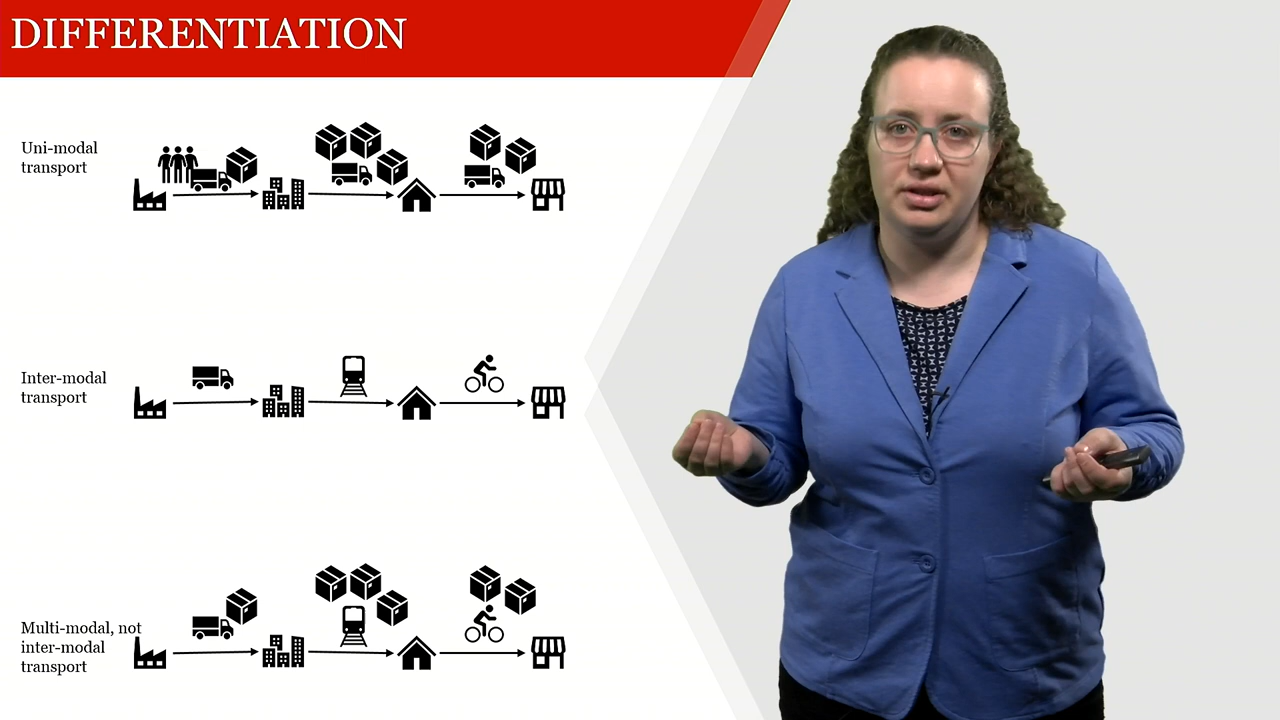 DIFFERENTIATION
Uni-modal
transport
Inter-modal
transport
Multi-modal, not
inter-modal
transport